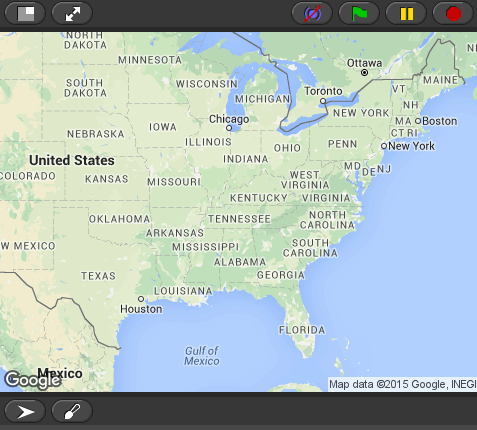 NORTH
DAKOTA
MINNESOTA
Ottawa
SOUTH
DAKOTA
WISCONSIN
MICHIGAN
Toronto
VT
MAINE
NH
NEW YORK
NEBRASKA
IOWA
Chicago
MA
Boston
CT RI
ILLINOIS
INDIANA
OHIO
PENN
New York
United States
COLORADO
KANSAS
MISSOURI
WEST
VIRGINIA
MD
DE
NJ
KENTUCKY
VIRGINIA
OKLAHOMA
TENNESSEE
NORTH
CAROLINA
ARKANSAS
W MEXICO
MISSISSIPPI
SOUTH
CAROLINA
ALABAMA
TEXAS
GEORGIA
LOUISIANA
Houston
FLORIDA
Gulf of
Mexico
Mexico
Google
Map data ©2015 Google, INEGI